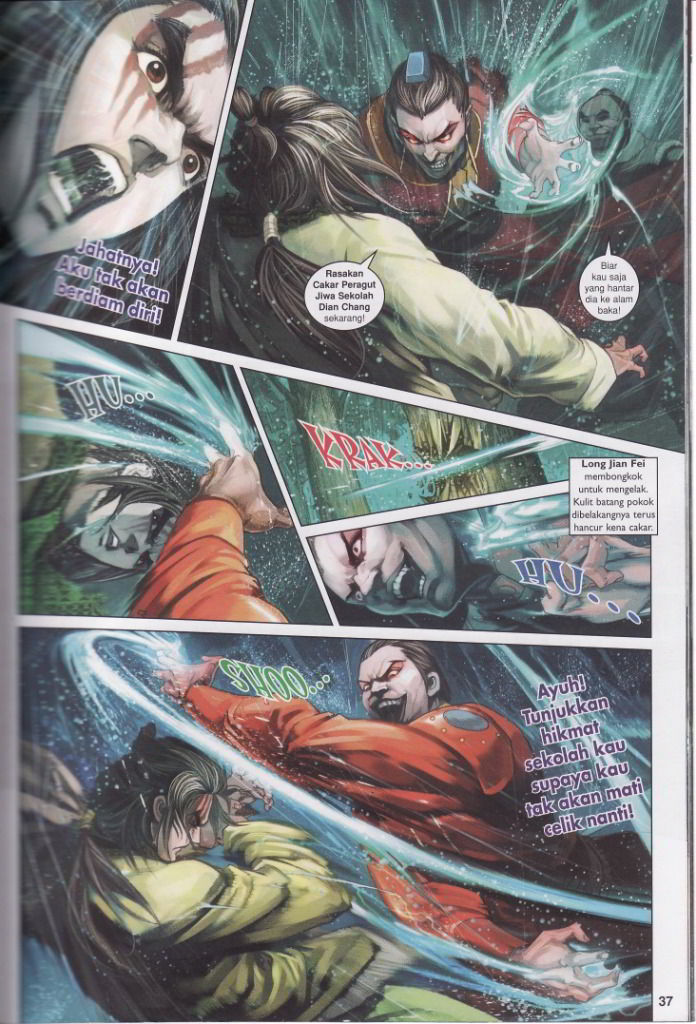 Jahatnya!
Aku tak akan
berdiam diri!
Rasakan
Cakar Peragut
Jiwa Sekolah
Dian Chang
sekarang!
Biar
kau saja
yang hantar
dia ke alam
baka!
HU...
KRAK...
Long Jian Fei
membongkok
untuk mengelak.
Kulit batang pokok
dibelakangnya terus
hancur kena cakar.
HU...
SHOO...
Ayuh!
Tunjukkan
hikmat
sekolah kau
supaya kau
tak akan mati
celik nanti!
37